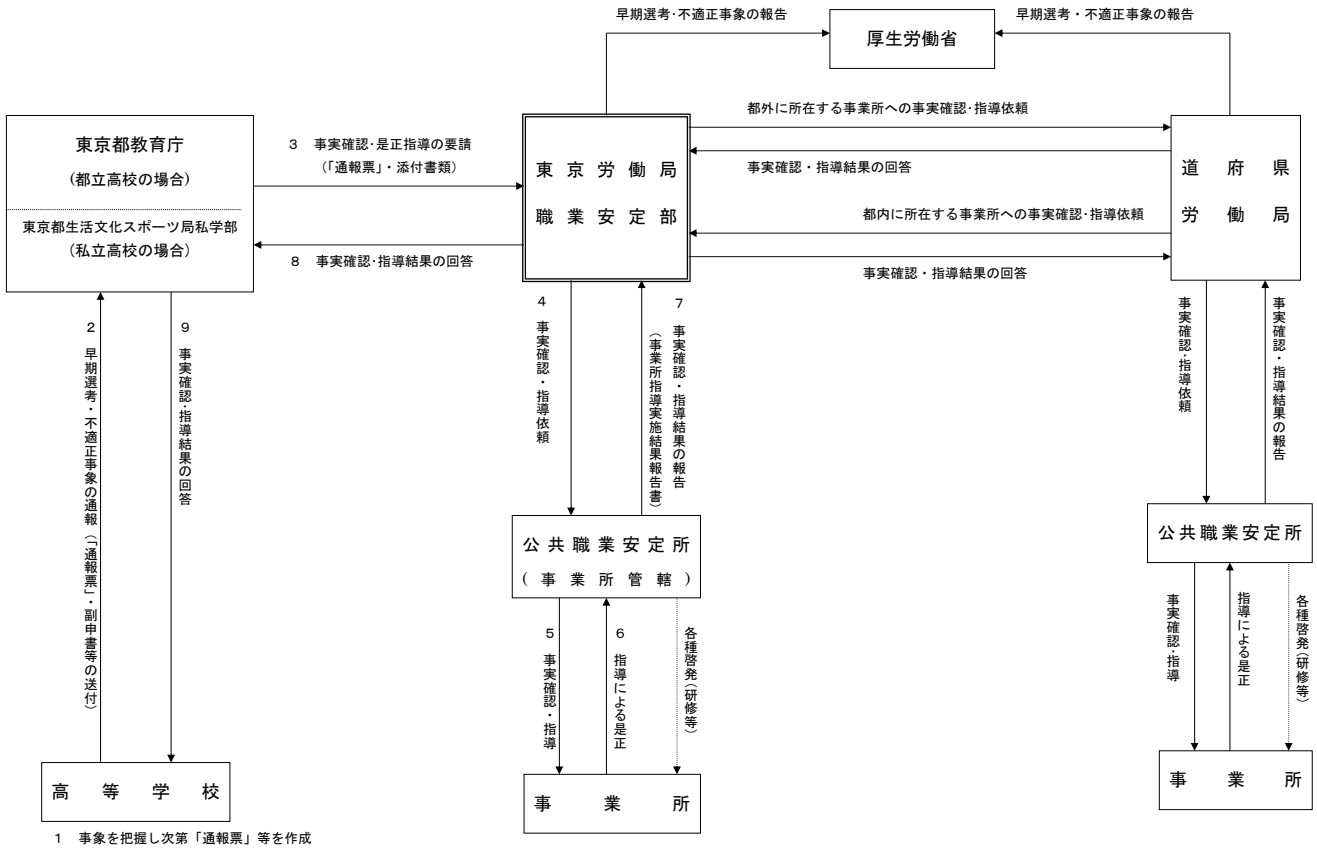 早期選考･不適正事象の報告
早期選考・不適正事象の報告
厚生労働省
東京都教育庁
(都立高校の場合)
東京都生活文化スポーツ局私学部
(私立高校の場合)
3 事実確認･是正指導の要請
(「通報票」・添付書類)
8 事実確認･指導結果の回答
東京労働局
職業安定部
都外に所在する事業所への事実確認･指導依頼
事実確認・指導結果の回答
都内に所在する事業所への事実確認･指導依頼
事実確認・指導結果の回答
道府県
労働局
2 早期選考・不適正事象の通報(「通報票」・副申書等の送付)
9 事実確認･指導結果の回答
4 事実確認・指導依頼
7 事実確認・指導結果の報告
(事業所指導実施結果報告書)
事実確認･指導依頼
事実確認・指導結果の報告
公共職業安定所
(事業所管轄)
公共職業安定所
5 事実確認・指導
6 指導による是正
各種啓発(研修等)
事実確認･指導
指導による是正
各種啓発(研修等)
高等学校
事業所
事業所
1 事象を把握し次第「通報票」等を作成